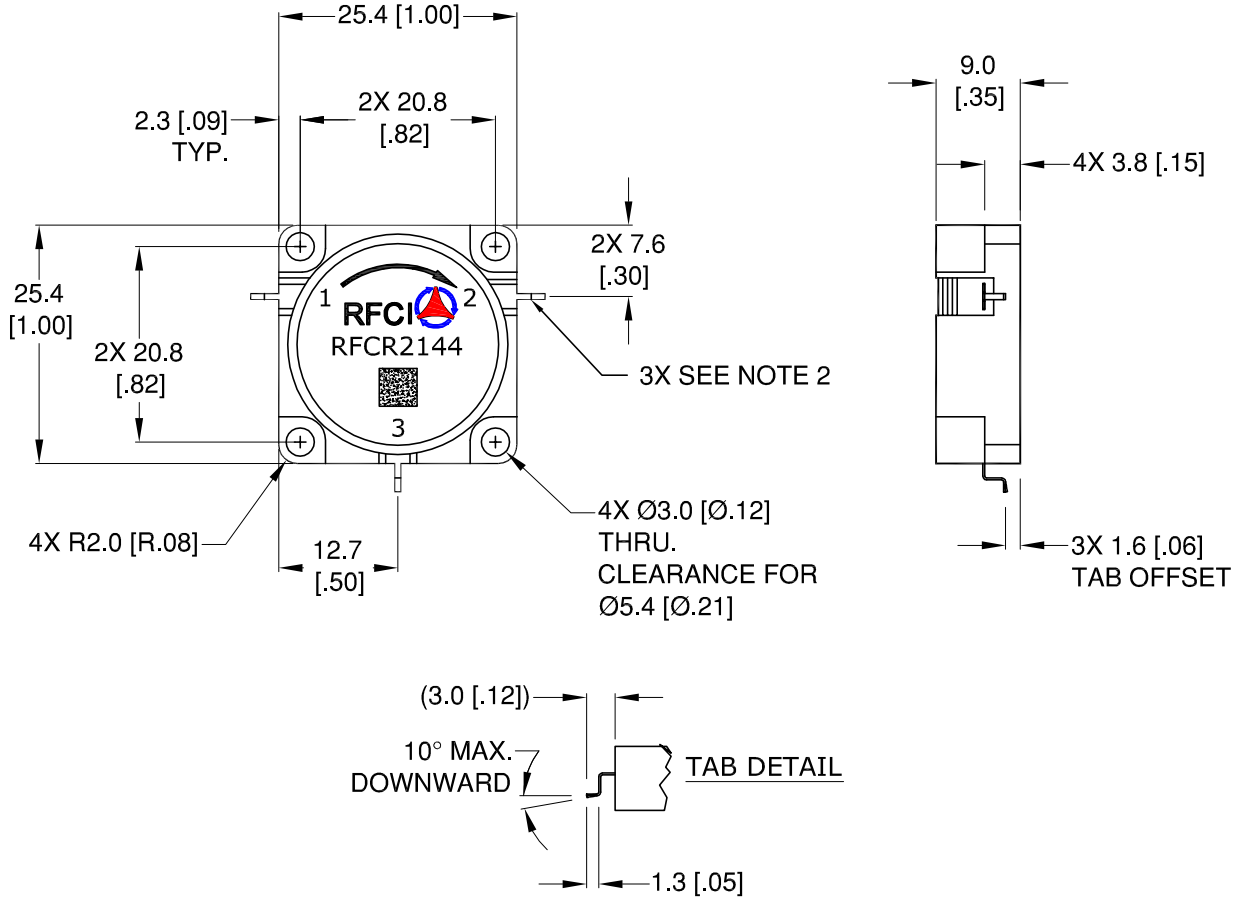 25.4 [1.00]
2X 20.8
[.82]
2.3 [.09]
TYP.
9.0
[.35]
4X 3.8 [.15]
2X 7.6
[.30]
25.4
[1.00]
2X 20.8
[.82]
1
2
RFCI
RFCR2144
3
3X SEE NOTE 2
4X R2.0 [R.08]
12.7
[.50]
4X Ø3.0 [Ø.12]
THRU.
CLEARANCE FOR
Ø5.4 [Ø.21]
3X 1.6 [.06]
TAB OFFSET
(3.0 [.12])
10° MAX.
DOWNWARD
TAB DETAIL
1.3 [.05]